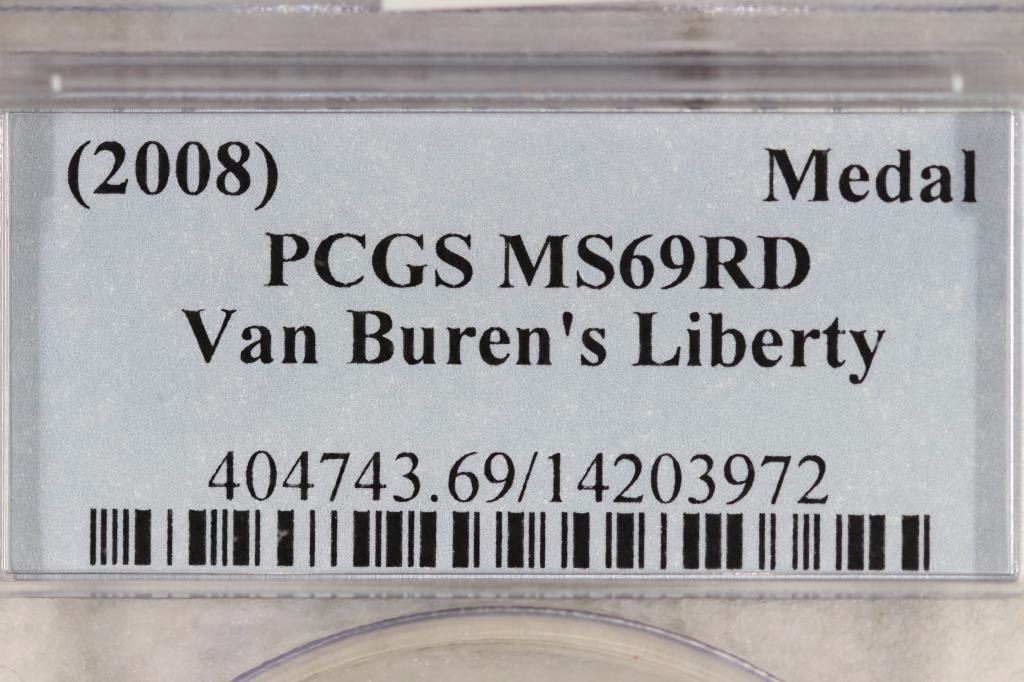 (2008) Medal
PCGS MS69RD
Van Buren's Liberty
404743.69/14203972